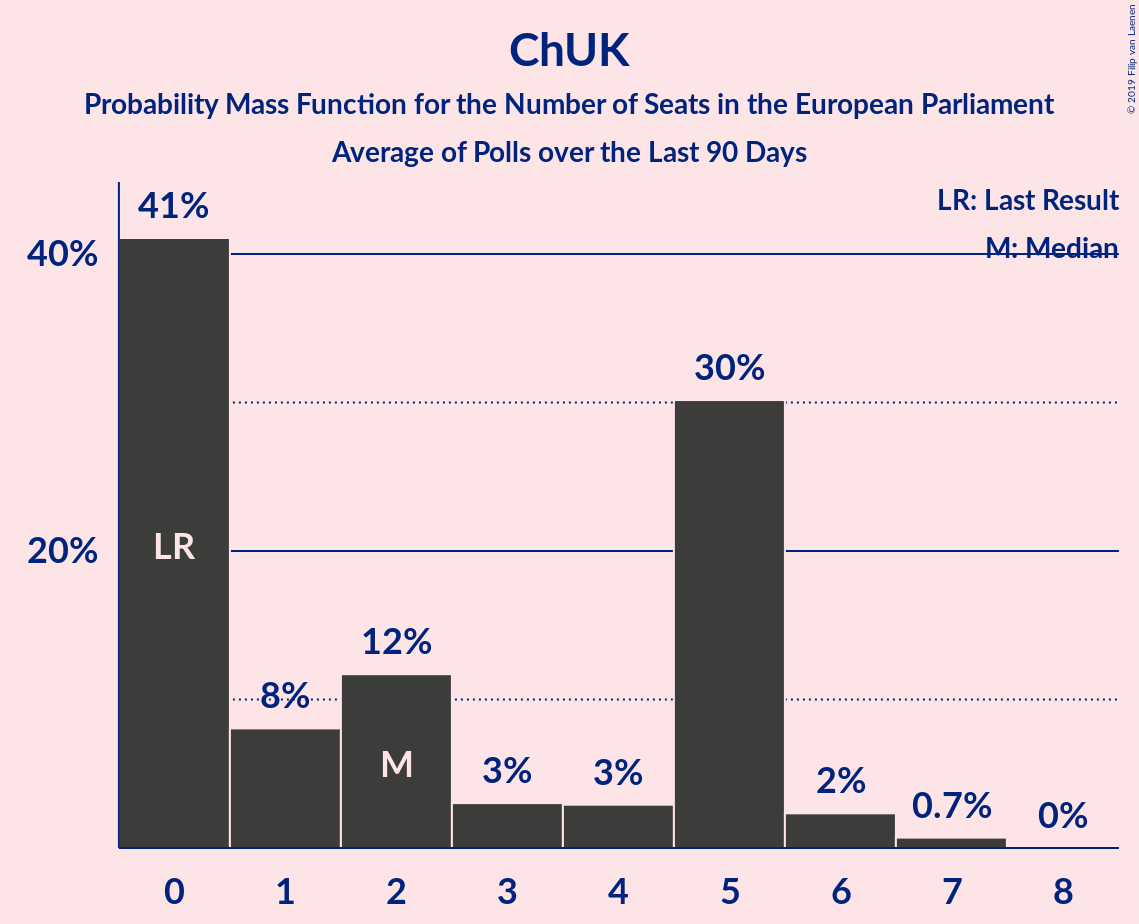 ChUK
Probability Mass Function for the Number of Seats in the European Parliament
Average of Polls over the Last 90 Days
© 2019 Filip van Laenen
LR: Last Result
M: Median
41%
40%
30%
20%
LR
12%
8%
M
3%
3%
2%
0.7%
0%
0 1 2 3 4 5 6 7 8